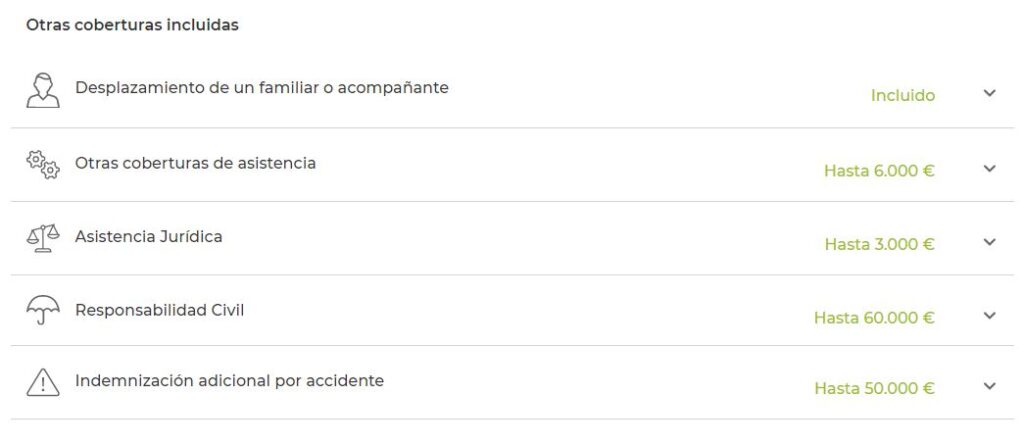 Otras coberturas incluidas
Desplazamiento de un familiar o acompañante
Incluido
Otras coberturas de asistencia
Hasta 6.000 €
Asistencia Jurídica
Hasta 3.000 €
Responsabilidad Civil
Hasta 60.000 €
Indemnización adicional por accidente
Hasta 50.000 €